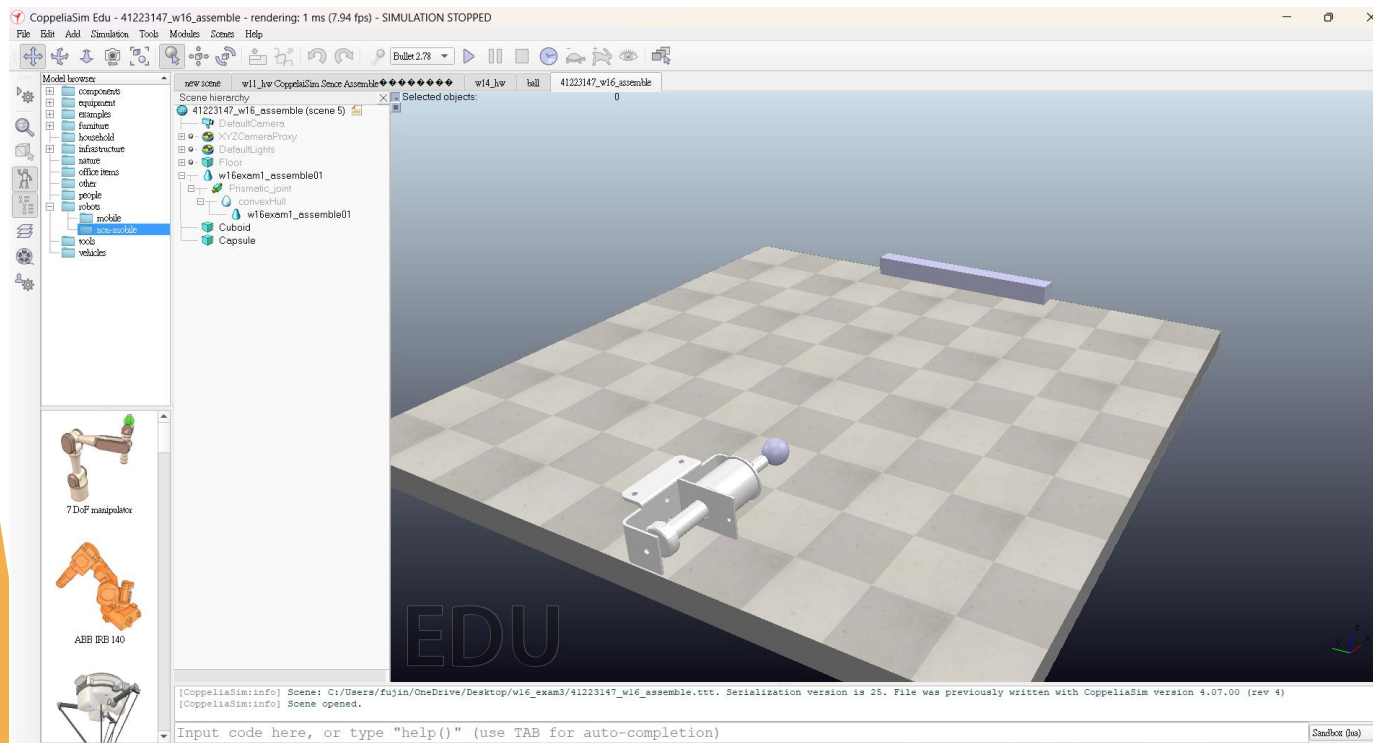 CoppeliaSim Edu - 41223147_w16_assemble - rendering: 1 ms (7.94 fps) - SIMULATION STOPPED
File Edit Add Simulation Tools Modules Scenes Help
Bullet 2.78
Model browser
components
equipment
examples
furniture
household
infrastructure
nature
office items
other
people
robots
mobile
non-mobile
tools
vehicles
7 DoF manipulator
ABB IRB 140
new scene w11_hw CoppelaiSim Sence Assemble������� w14_hw ball 41223147_w16_assemble
Scene hierarchy
41223147_w16_assemble (scene 5)
DefaultCamera
XYZCameraProxy
DefaultLights
Floor
w16exam1_assemble01
Prismatic_joint
convexHull
w16exam1_assemble01
Cuboid
Capsule
Selected objects: 0
EDU
z
y
x
[CoppeliaSim:info] Scene: C:/Users/fujin/OneDrive/Desktop/w16_exam3/41223147_w16_assemble.ttt. Serialization version is 25. File was previously written with CoppeliaSim version 4.07.00 (rev 4)
[CoppeliaSim:info] Scene opened.
Input code here, or type "help()" (use TAB for auto-completion)
Sandbox (lua)